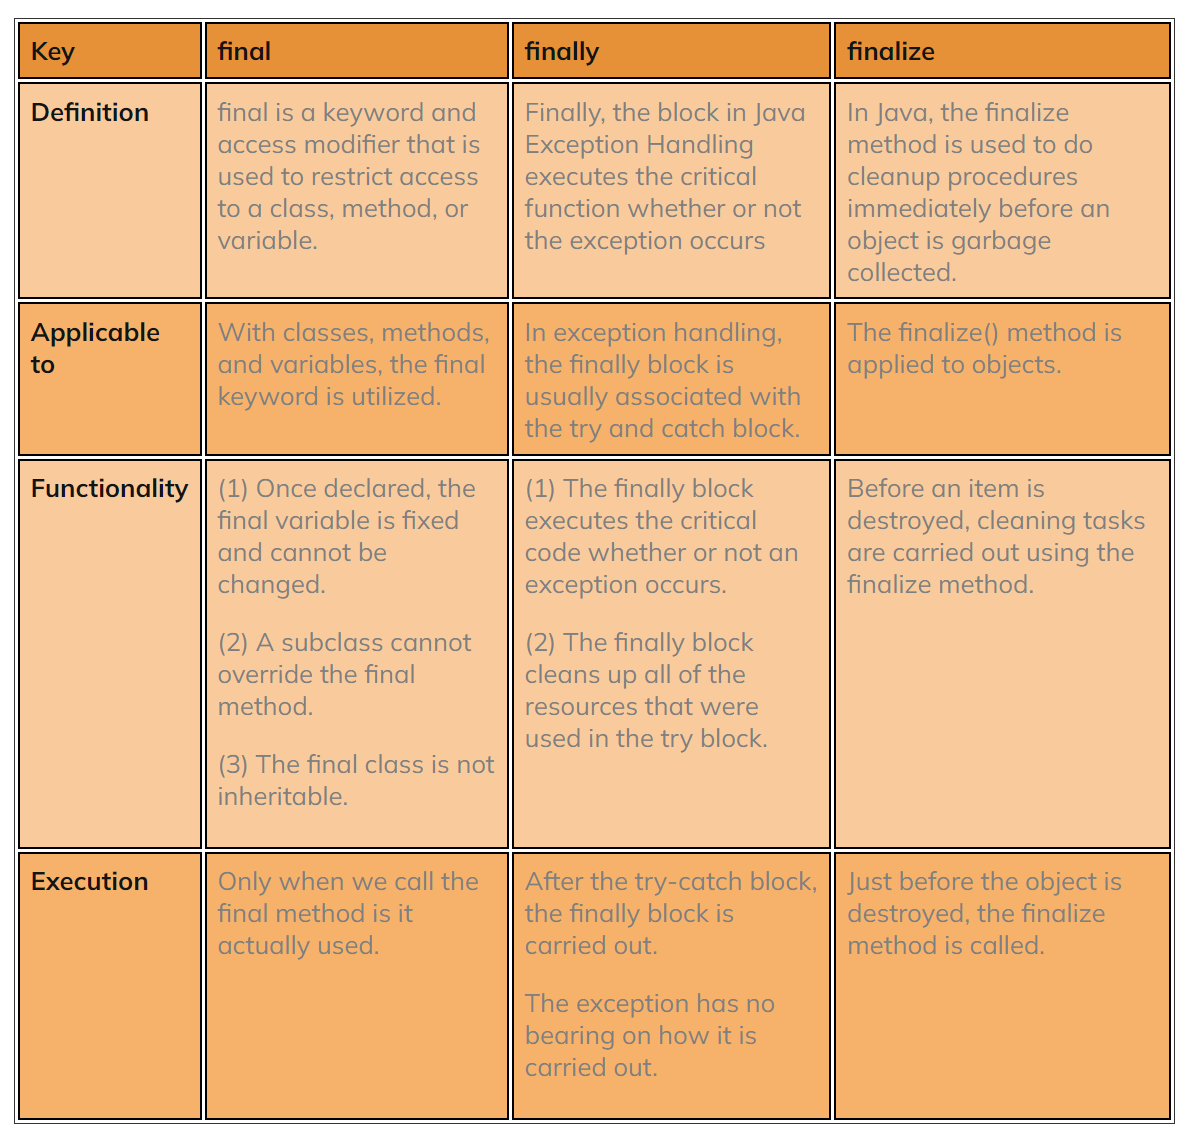 Key
final
finally
finalize
Definition
final is a keyword and
access modifier that is
used to restrict access
to a class, method, or
variable.
Finally, the block in Java
Exception Handling
executes the critical
function whether or not
the exception occurs
In Java, the finalize
method is used to do
cleanup procedures
immediately before an
object is garbage
collected.
Applicable
to
With classes, methods,
and variables, the final
keyword is utilized.
In exception handling,
the finally block is
usually associated with
the try and catch block.
The finalize() method is
applied to objects.
Functionality
(1) Once declared, the
final variable is fixed
and cannot be
changed.
(2) A subclass cannot
override the final
method.
(3) The final class is not
inheritable.
(1) The finally block
executes the critical
code whether or not an
exception occurs.
(2) The finally block
cleans up all of the
resources that were
used in the try block.
Before an item is
destroyed, cleaning tasks
are carried out using the
finalize method.
Execution
Only when we call the
final method is it
actually used.
After the try-catch block,
the finally block is
carried out.
The exception has no
bearing on how it is
carried out.
Just before the object is
destroyed, the finalize
method is called.